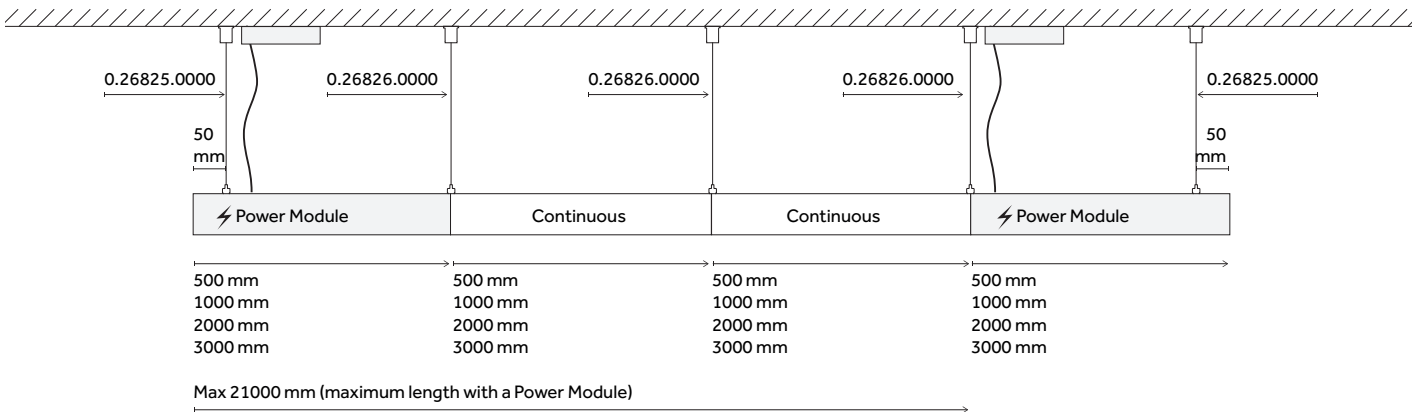 0.26825.0000
0.26826.0000
0.26826.0000
0.26826.0000
0.26825.0000
50
mm
50
mm
Power Module
Continuous
Continuous
Power Module
500 mm
1000 mm
2000 mm
3000 mm
500 mm
1000 mm
2000 mm
3000 mm
500 mm
1000 mm
2000 mm
3000 mm
500 mm
1000 mm
2000 mm
3000 mm
Max 21000 mm (maximum length with a Power Module)